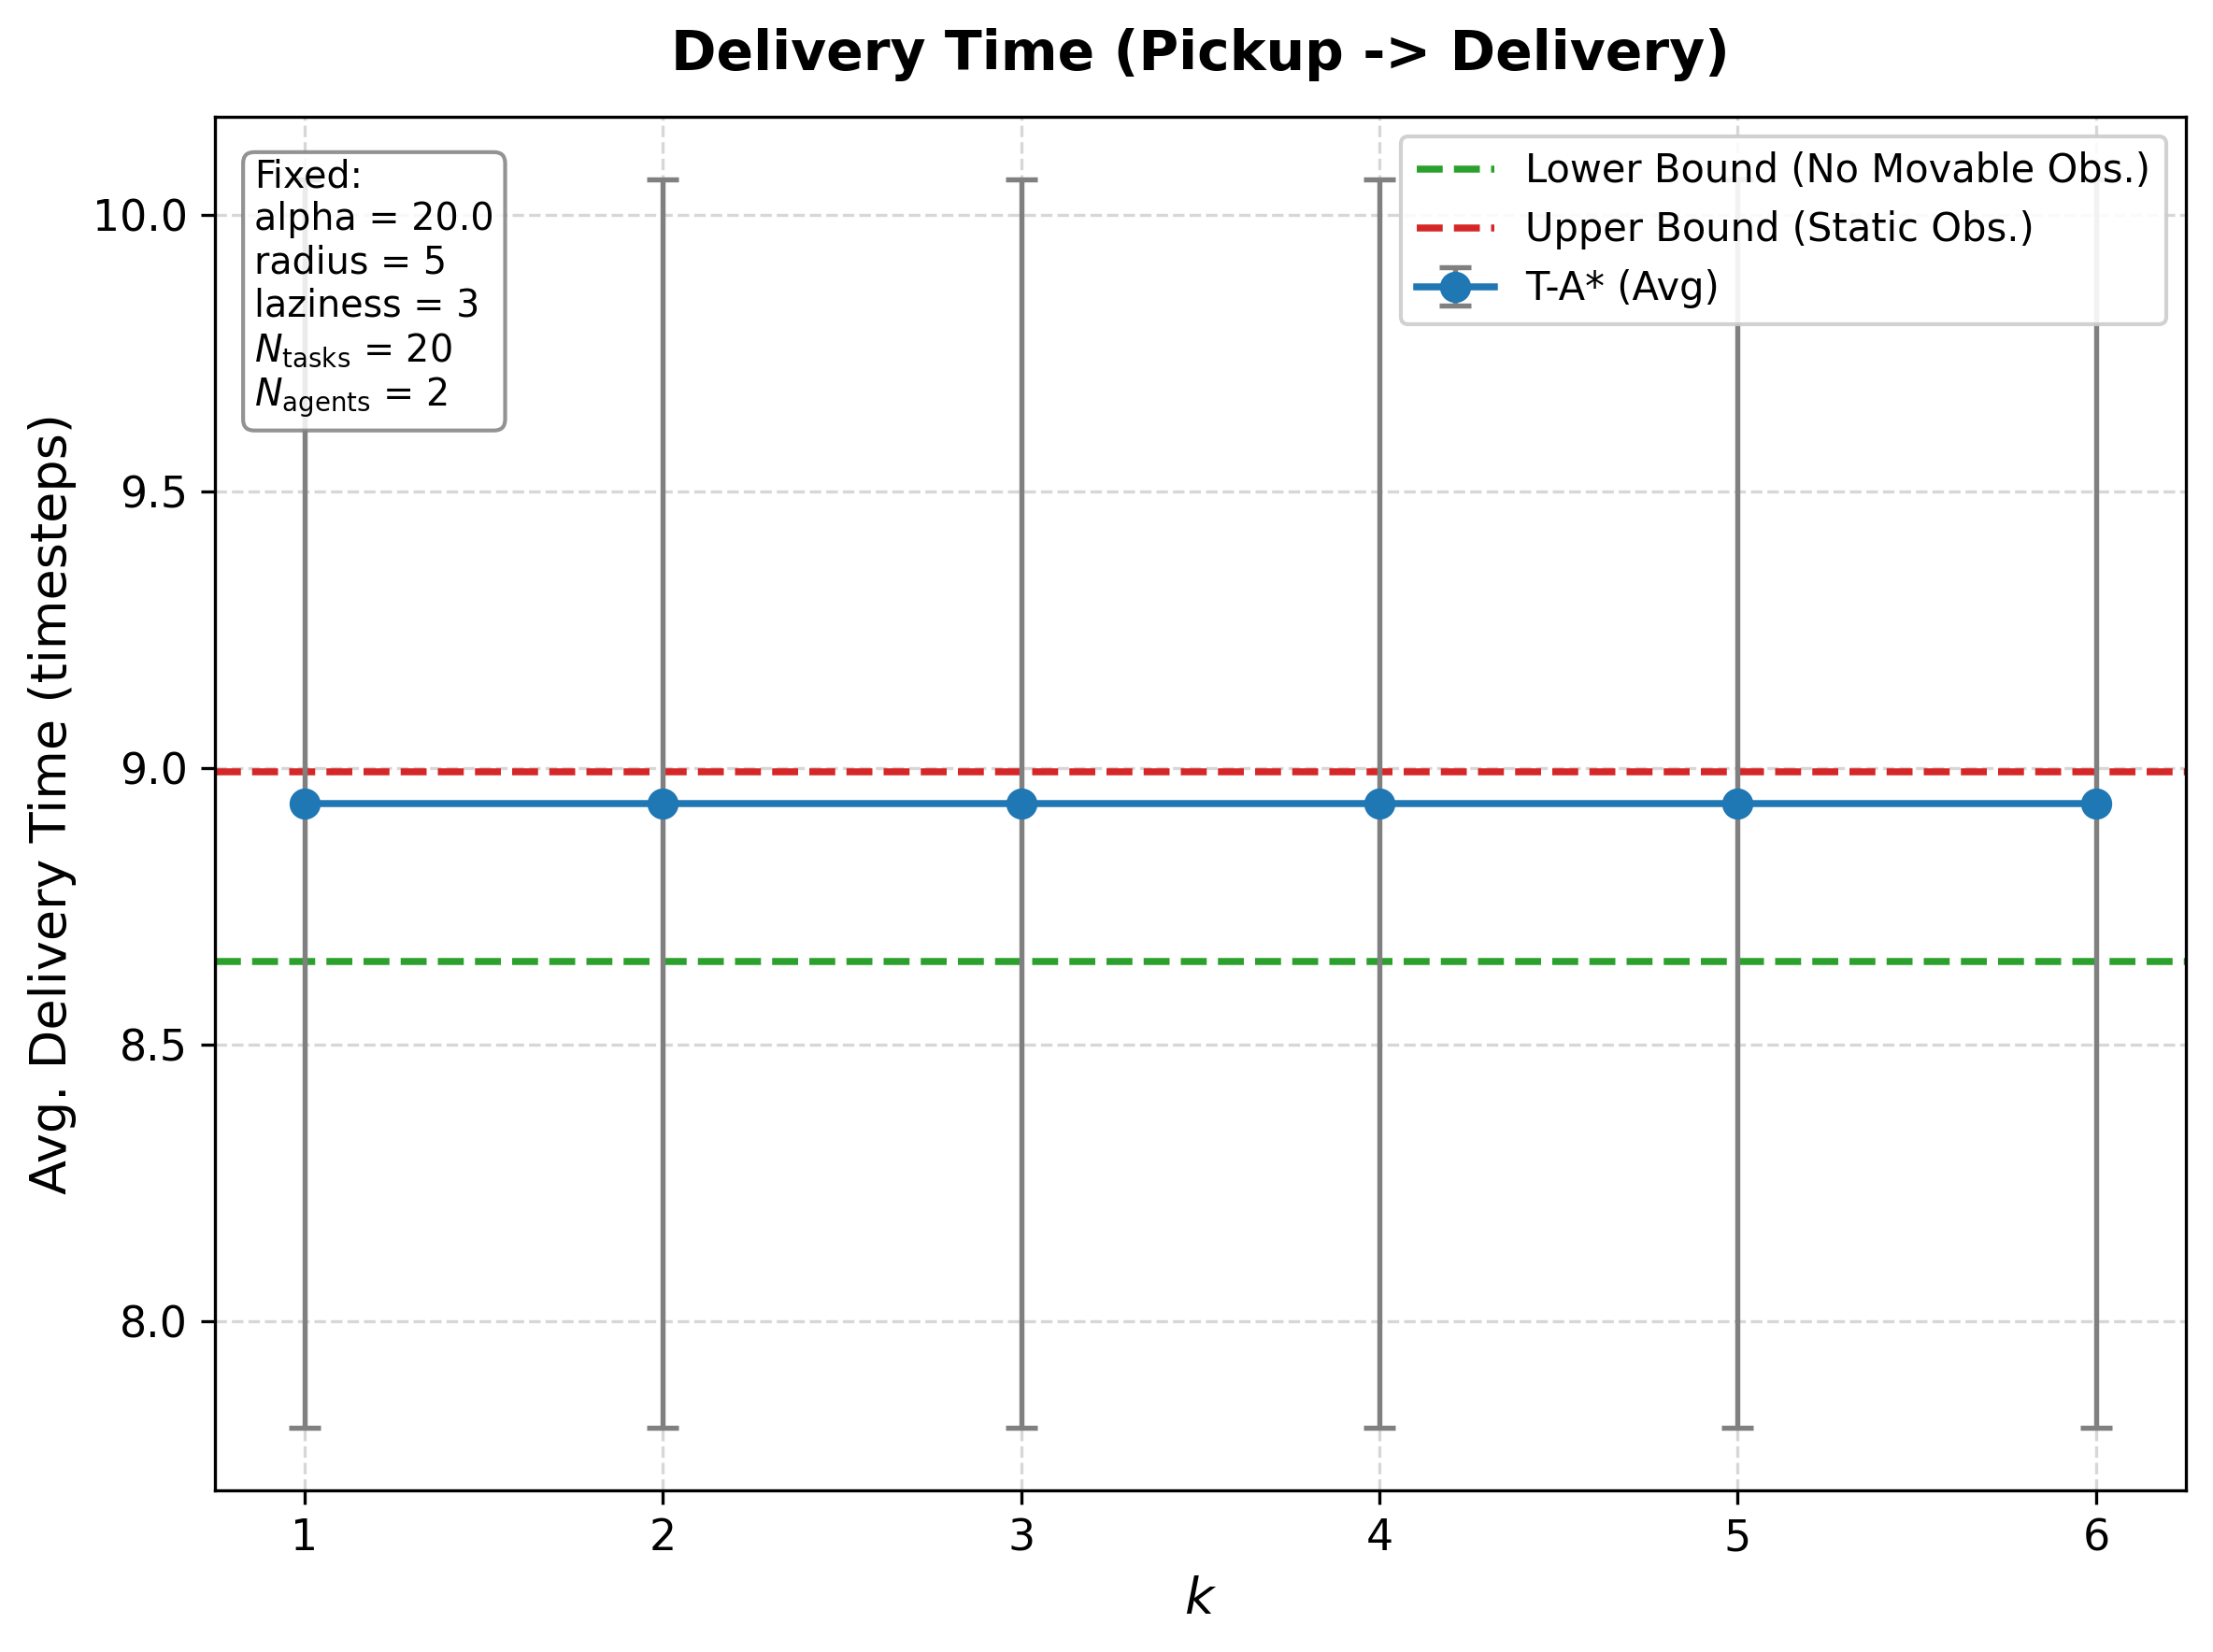 Delivery Time (Pickup -> Delivery)
Fixed:
alpha = 20.0
radius = 5
laziness = 3
N_tasks = 20
N_agents = 2
Lower Bound (No Movable Obs.)
Upper Bound (Static Obs.)
T-A* (Avg)
Avg. Delivery Time (timesteps)
10.0
9.5
9.0
8.5
8.0
1 2 3 4 5 6
k